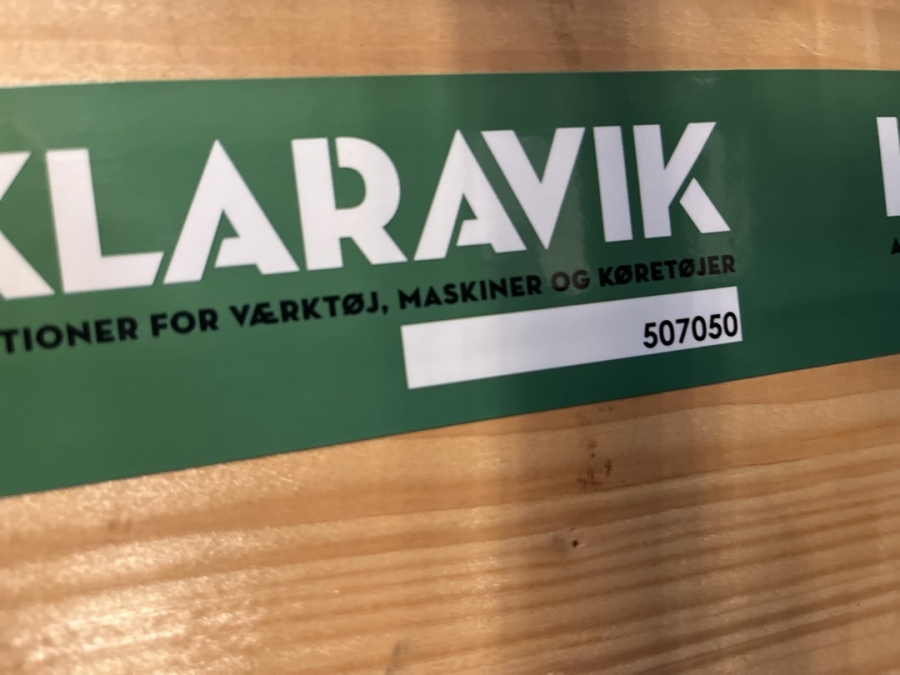 KLARAVIK
TIONER FOR VÆRKTØJ, MASKINER OG KØRETØJER
507050